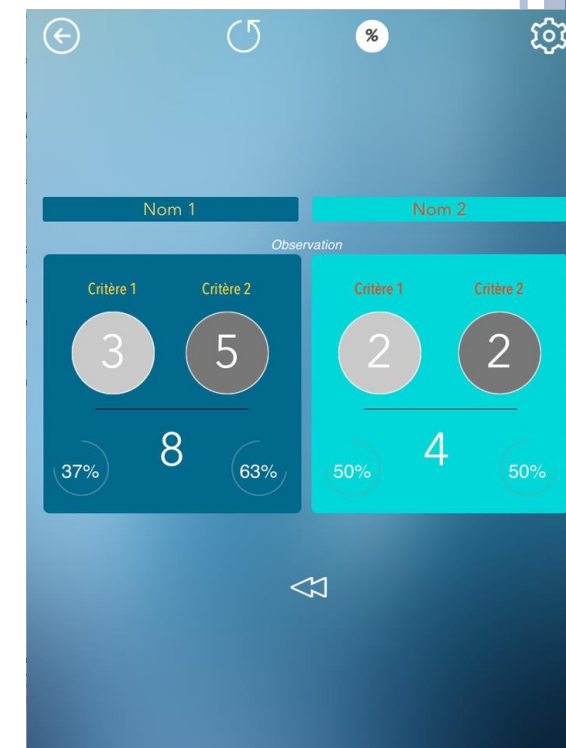 %
Nom 1 Nom 2
Observation
Critère 1 Critère 2 Critère 1 Critère 2
3 5 2 2
8 4
37% 63% 50% 50%